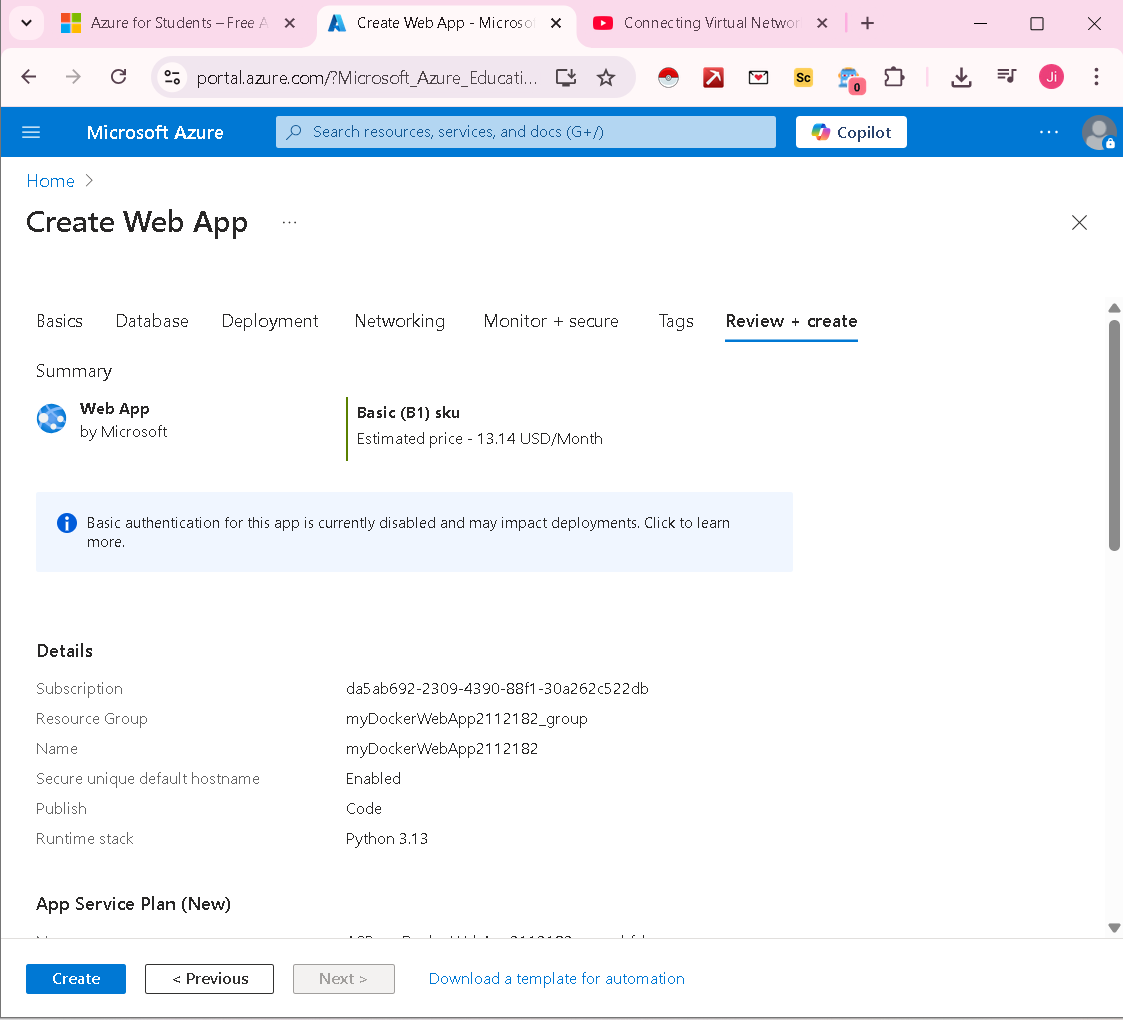 Azure for Students – Free A
Create Web App - Microso
Connecting Virtual Networ
portal.azure.com/?Microsoft_Azure_Educati...
Sc
0
Ji
Microsoft Azure
Search resources, services, and docs (G+/)
Copilot
...
Home >
Create Web App ...
Basics Database Deployment Networking Monitor + secure Tags Review + create
Summary
Web App
by Microsoft
Basic (B1) sku
Estimated price - 13.14 USD/Month
Basic authentication for this app is currently disabled and may impact deployments. Click to learn
more.
Details
Subscription da5ab692-2309-4390-88f1-30a262c522db
Resource Group myDockerWebApp2112182_group
Name myDockerWebApp2112182
Secure unique default hostname Enabled
Publish Code
Runtime stack Python 3.13
App Service Plan (New)
Create
< Previous
Next >
Download a template for automation